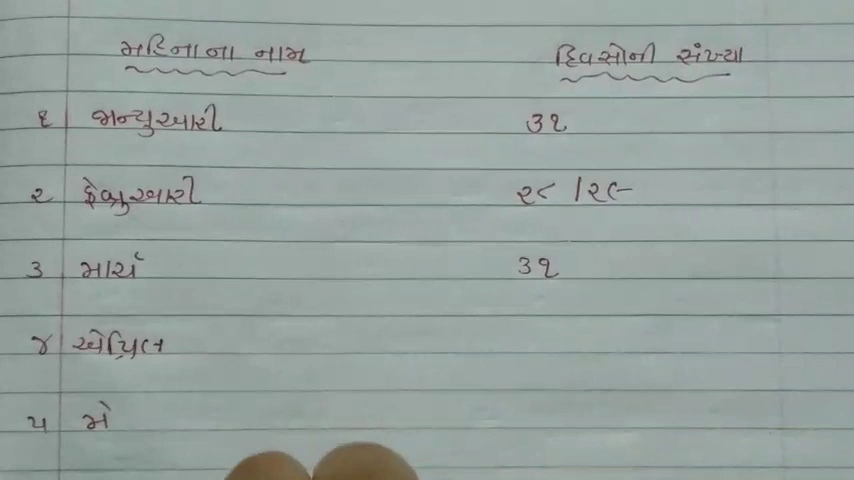 મહિનાના નામ દિવસોની સંખ્યા
૧ જાન્યુઆરી ૩૧
૨ ફેબ્રુઆરી ૨૮ /૨૯
૩ માર્ચ ૩૧
૪ એપ્રિલ
૫ મે